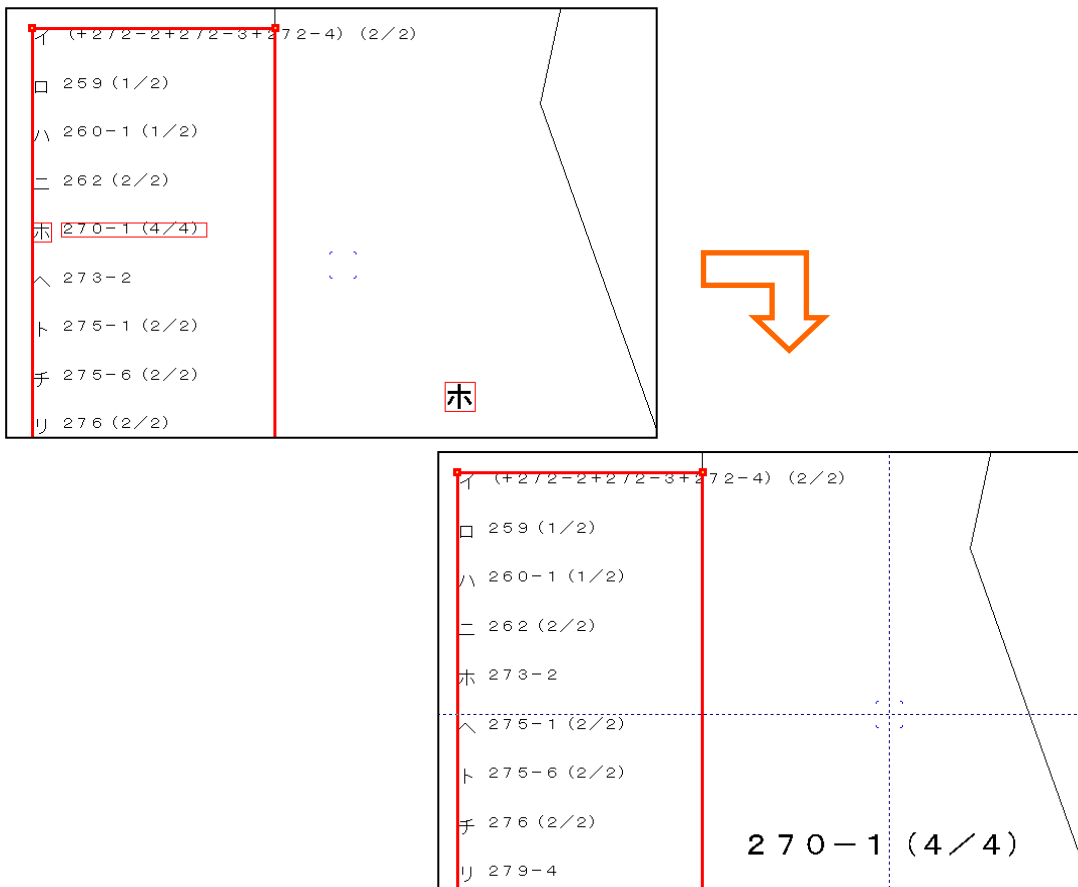 イ (+272-2+272-3+272-4) (2/2)
ロ 259 (1/2)
ハ 260-1 (1/2)
ニ 262 (2/2)
ホ 270-1 (4/4)
ヘ 273-2
ト 275-1 (2/2)
チ 275-6 (2/2)
ホ
リ 276 (2/2)
イ (+272-2+272-3+272-4) (2/2)
ロ 259 (1/2)
ハ 260-1 (1/2)
ニ 262 (2/2)
ホ 273-2
ヘ 275-1 (2/2)
ト 275-6 (2/2)
チ 276 (2/2)
270-1 (4/4)
リ 279-4